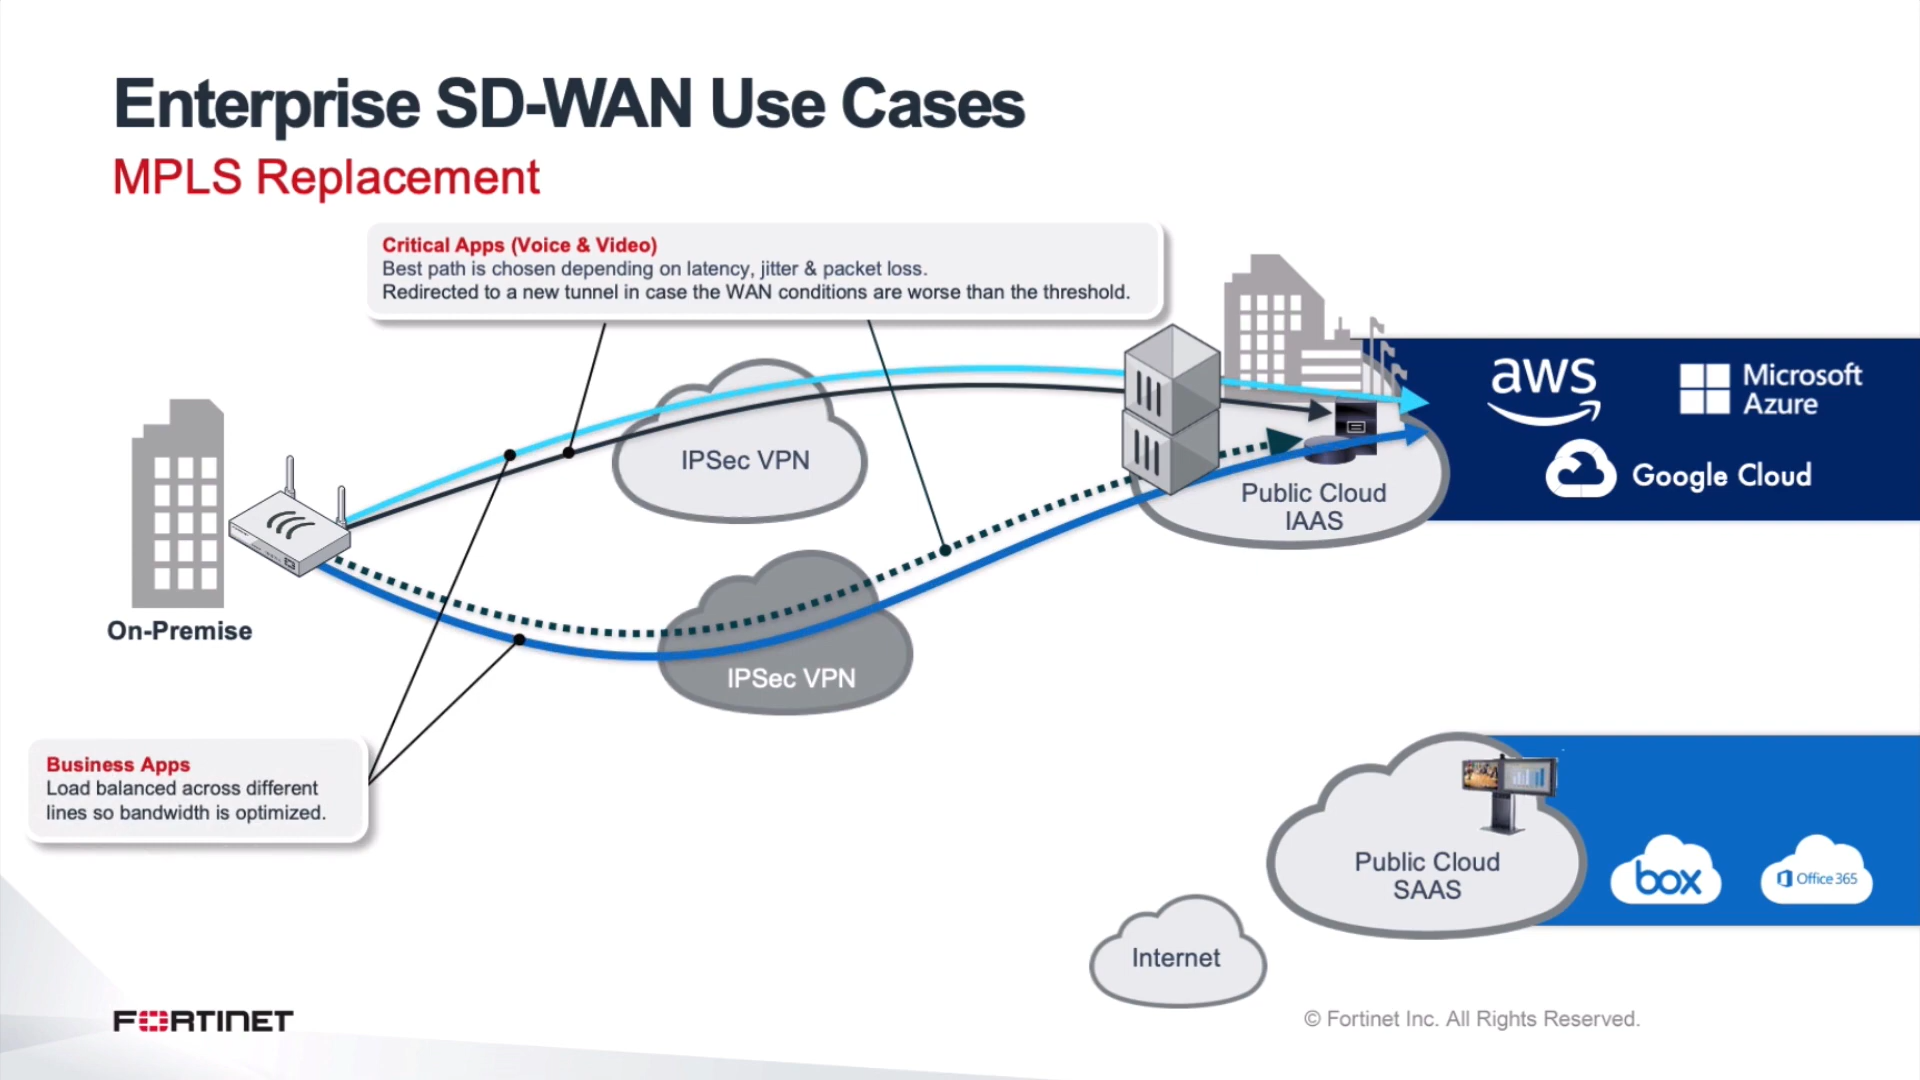 Enterprise SD-WAN Use Cases
MPLS Replacement
Critical Apps (Voice & Video)
Best path is chosen depending on latency, jitter & packet loss.
Redirected to a new tunnel in case the WAN conditions are worse than the threshold.
aws
Microsoft
Azure
Google Cloud
IPSec VPN
Public Cloud
IAAS
On-Premise
IPSec VPN
Business Apps
Load balanced across different
lines so bandwidth is optimized.
Public Cloud
SAAS
box
Office 365
Internet
FORTINET
© Fortinet Inc. All Rights Reserved.